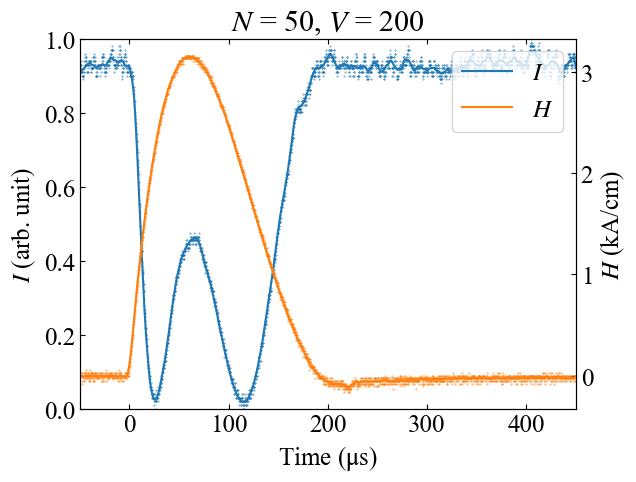 N = 50, V = 200
1.0
0.8
0.6
0.4
0.2
0.0
I (arb. unit)
I
H
3
2
1
0
H (kA/cm)
0 100 200 300 400
Time (μs)